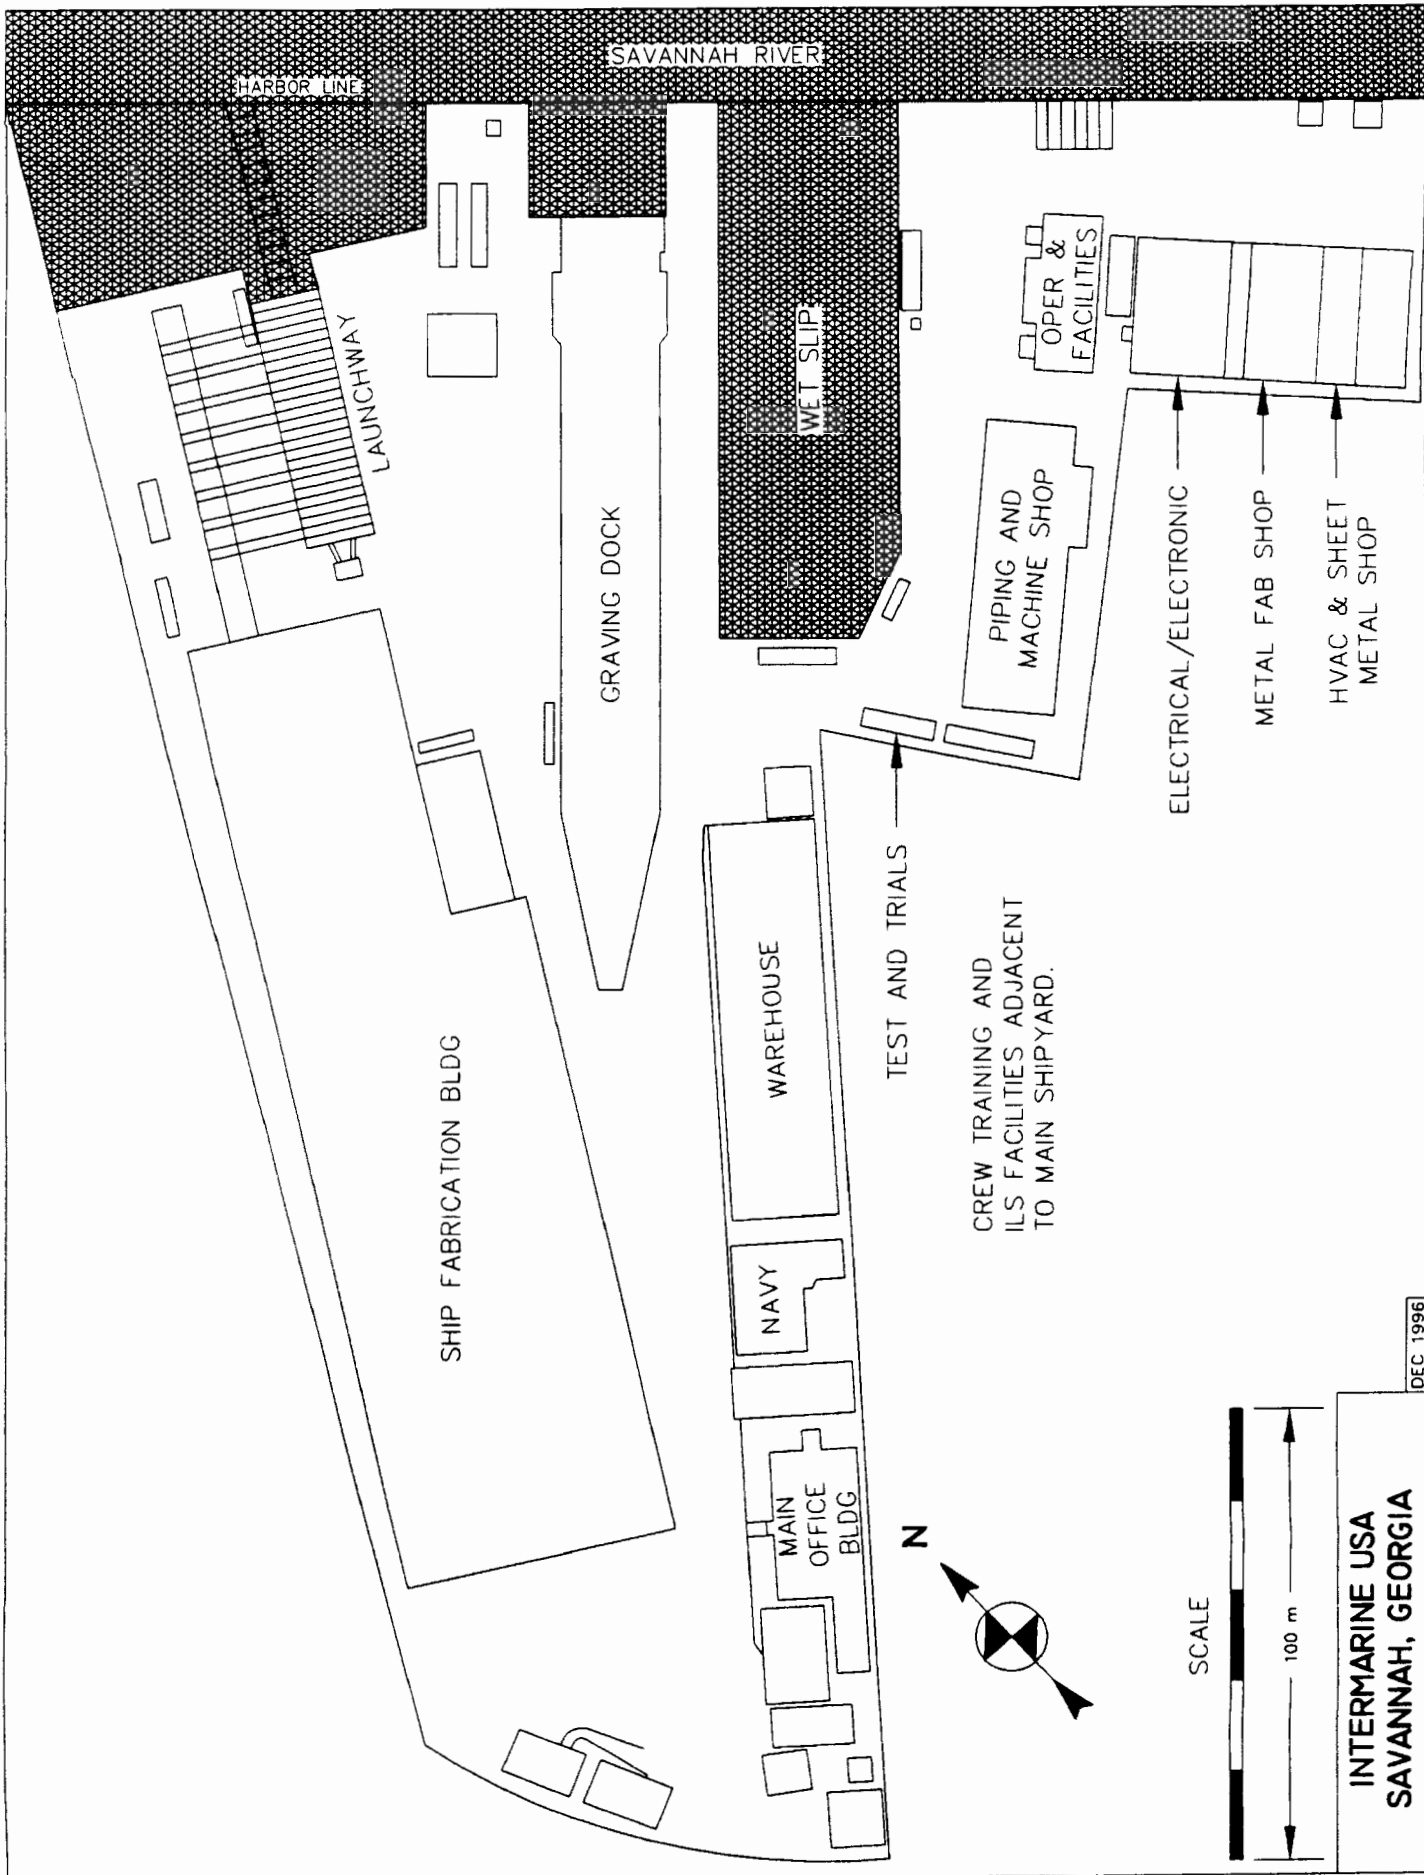 SAVANNAH RIVER
HARBOR LINE
LAUNCHWAY
GRAVING DOCK
WET SLIP
OPER &
FACILITIES
PIPING AND
MACHINE SHOP
ELECTRICAL/ELECTRONIC
METAL FAB SHOP
HVAC & SHEET
METAL SHOP
TEST AND TRIALS
SHIP FABRICATION BLDG
WAREHOUSE
NAVY
MAIN
OFFICE
BLDG
CREW TRAINING AND
ILS FACILITIES ADJACENT
TO MAIN SHIPYARD.
N
SCALE
100 m
DEC 1996
INTERMARINE USA
SAVANNAH, GEORGIA